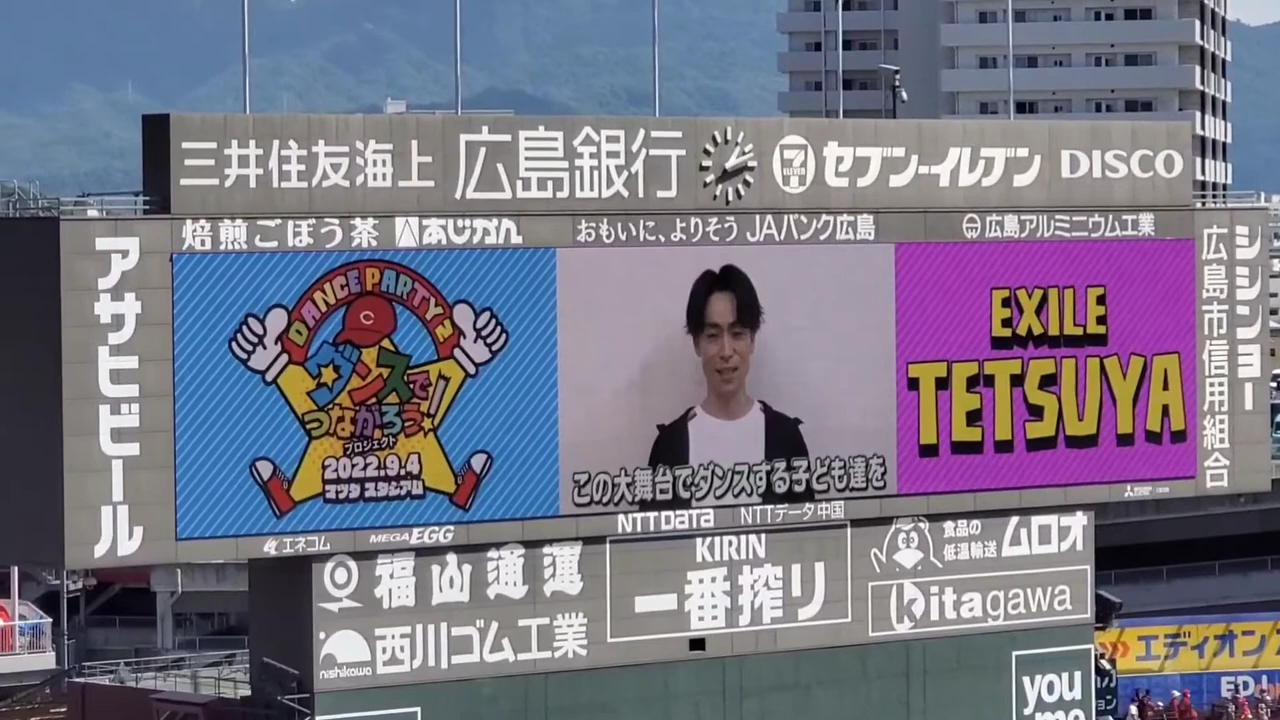 三井住友海上 広島銀行 7 ELEVEN セブン-イレブン DISCO
焙煎ごぼう茶 あじかん おもいに、よりそう JAバンク広島 広島アルミニウム工業
アサヒビール
シシンヨー
広島市信用組合
DANCE PARTY 2
C
ダンスで
つながろう
プロジェクト
2022.9.4
マツダ スタジアム
この大舞台でダンスする子ども達を
EXILE
TETSUYA
エネコム MEGA EGG NTT DATA NTTデータ中国
福山通運
nishikawa 西川ゴム工業
KIRIN
一番搾り
食品の
低温輸送 ムロオ
kitagawa
エディオン
EDI
you
me